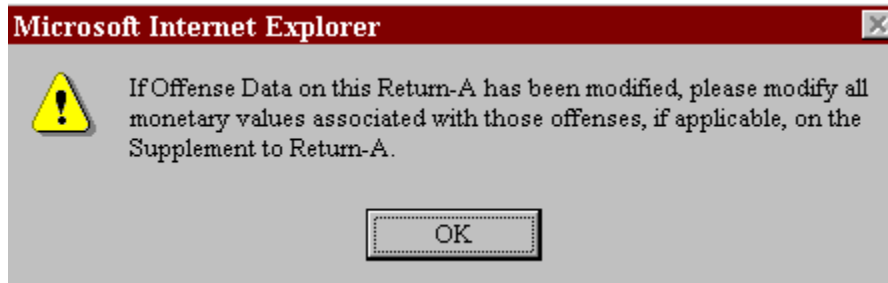 Microsoft Internet Explorer
If Offense Data on this Return-A has been modified, please modify all
monetary values associated with those offenses, if applicable, on the
Supplement to Return-A.
OK